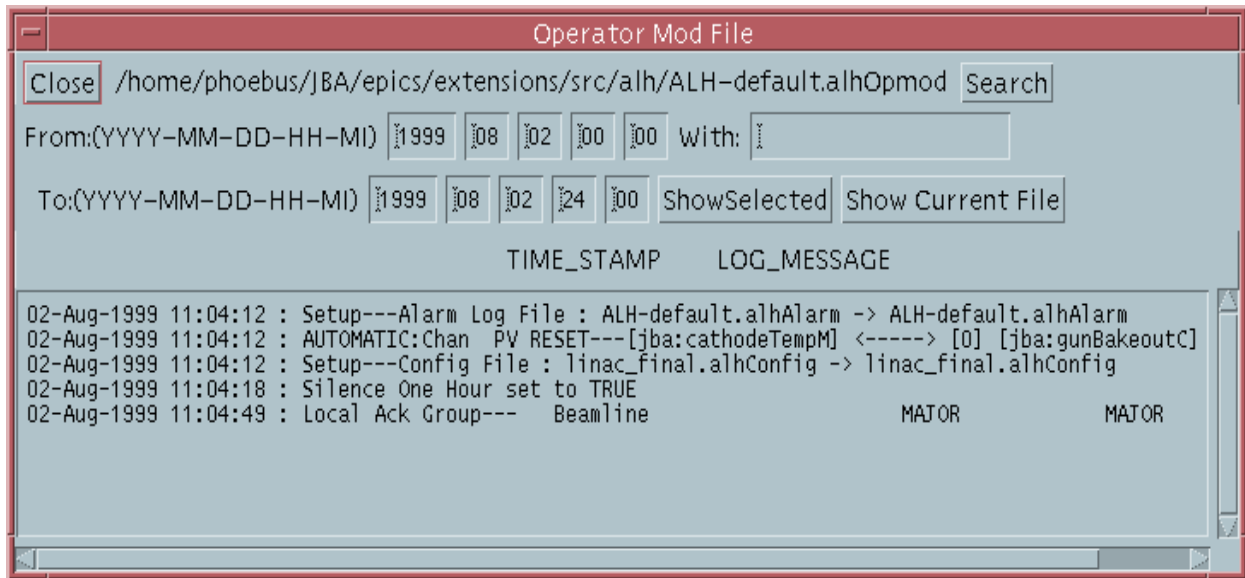 Operator Mod File
Close /home/phoebus/JBA/epics/extensions/src/alh/ALH-default.alhOpmod Search
From:(YYYY-MM-DD-HH-MI) 1999 08 02 00 00 With:
To:(YYYY-MM-DD-HH-MI) 1999 08 02 24 00 ShowSelected Show Current File
TIME_STAMP LOG_MESSAGE
02-Aug-1999 11:04:12 : Setup---Alarm Log File : ALH-default.alhAlarm -> ALH-default.alhAlarm
02-Aug-1999 11:04:12 : AUTOMATIC:Chan PV RESET---[jba:cathodeTempM] <-----> [0] [jba:gunBakeoutC]
02-Aug-1999 11:04:12 : Setup---Config File : linac_final.alhConfig -> linac_final.alhConfig
02-Aug-1999 11:04:18 : Silence One Hour set to TRUE
02-Aug-1999 11:04:49 : Local Ack Group--- Beamline MAJOR MAJOR